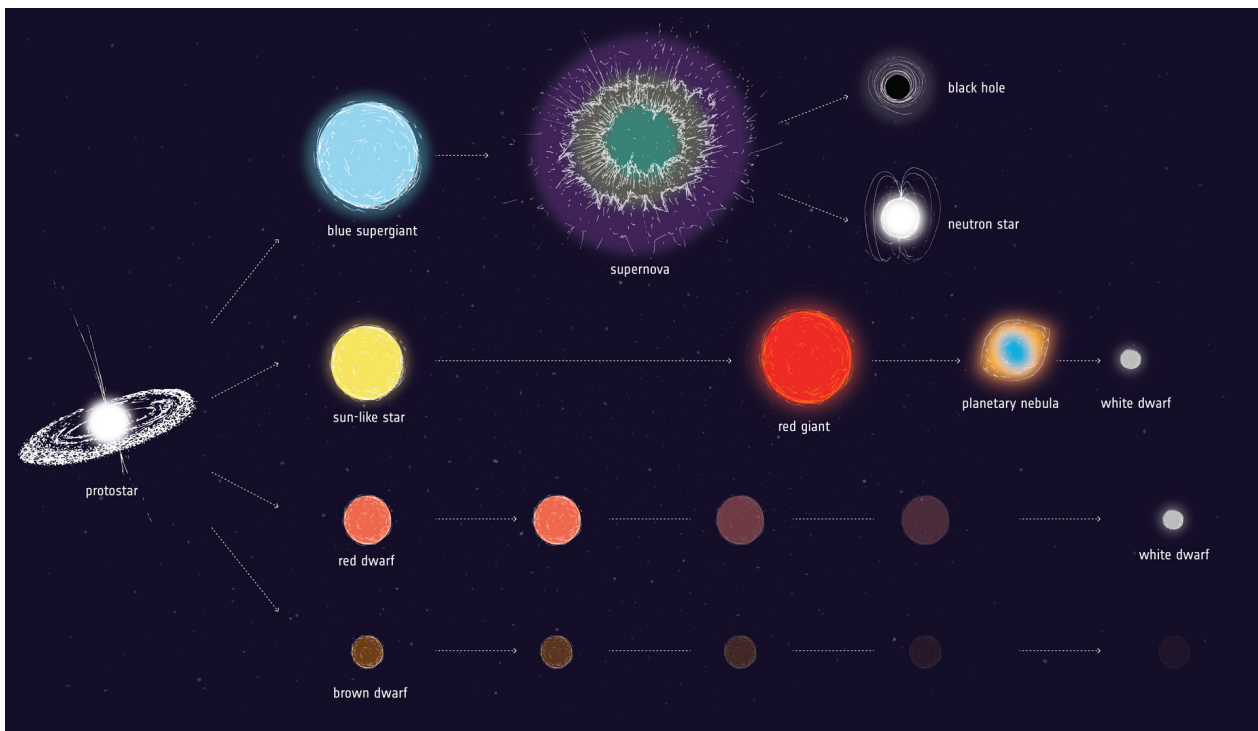 black hole
blue supergiant
neutron star
supernova
sun-like star
planetary nebula
white dwarf
red giant
protostar
red dwarf
white dwarf
brown dwarf